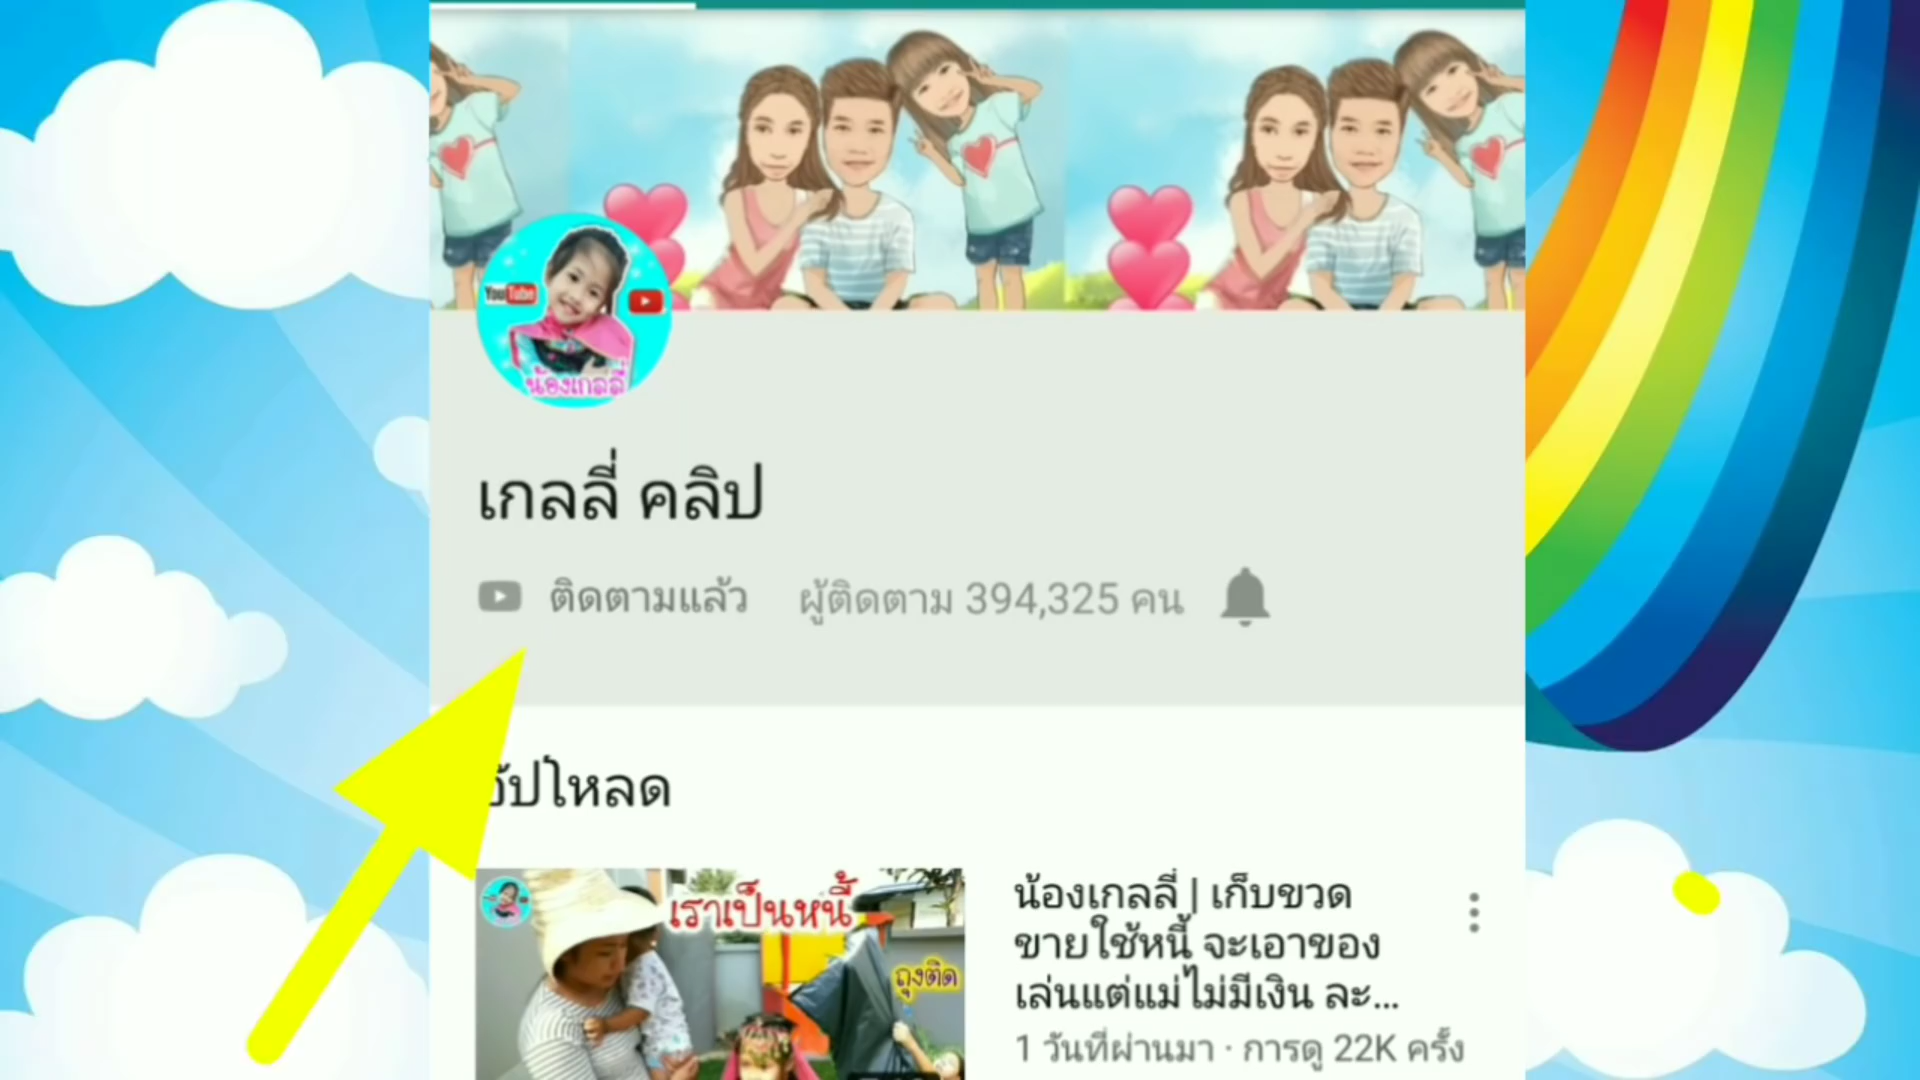 YouTube
น้องเกลลี่
เกลลี่ คลิป
ติดตามแล้ว ผู้ติดตาม 394,325 คน
อัปโหลด
เราเป็นหนี้
ถุงติด
น้องเกลลี่ | เก็บขวด
ขายใช้หนี้ จะเอาของ
เล่นแต่แม่ไม่มีเงิน ละ...
1 วันที่ผ่านมา · การดู 22K ครั้ง